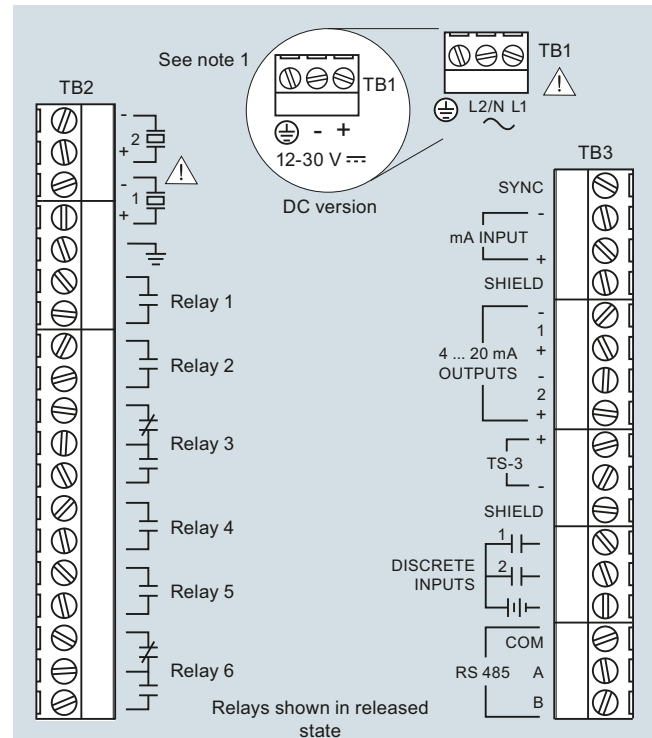 See note 1
TB1
- +
12-30 V
DC version
TB1
L2/N L1
TB2
-
2
+
-
1
+
Relay 1
Relay 2
Relay 3
Relay 4
Relay 5
Relay 6
Relays shown in released
state
TB3
SYNC
-
mA INPUT
+
SHIELD
-
1
+
4 ... 20 mA
OUTPUTS
-
2
+
+
TS-3
-
SHIELD
1
DISCRETE
INPUTS
2
COM
RS 485
A
B